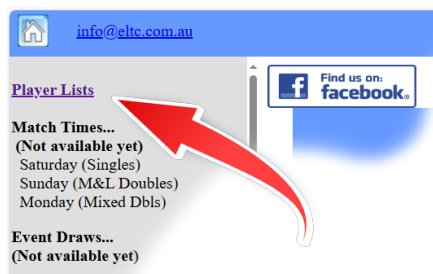 info@eltc.com.au
Find us on:
facebook®
Player Lists
Match Times...
(Not available yet)
Saturday (Singles)
Sunday (M&L Doubles)
Monday (Mixed Dbls)
Event Draws...
(Not available yet)